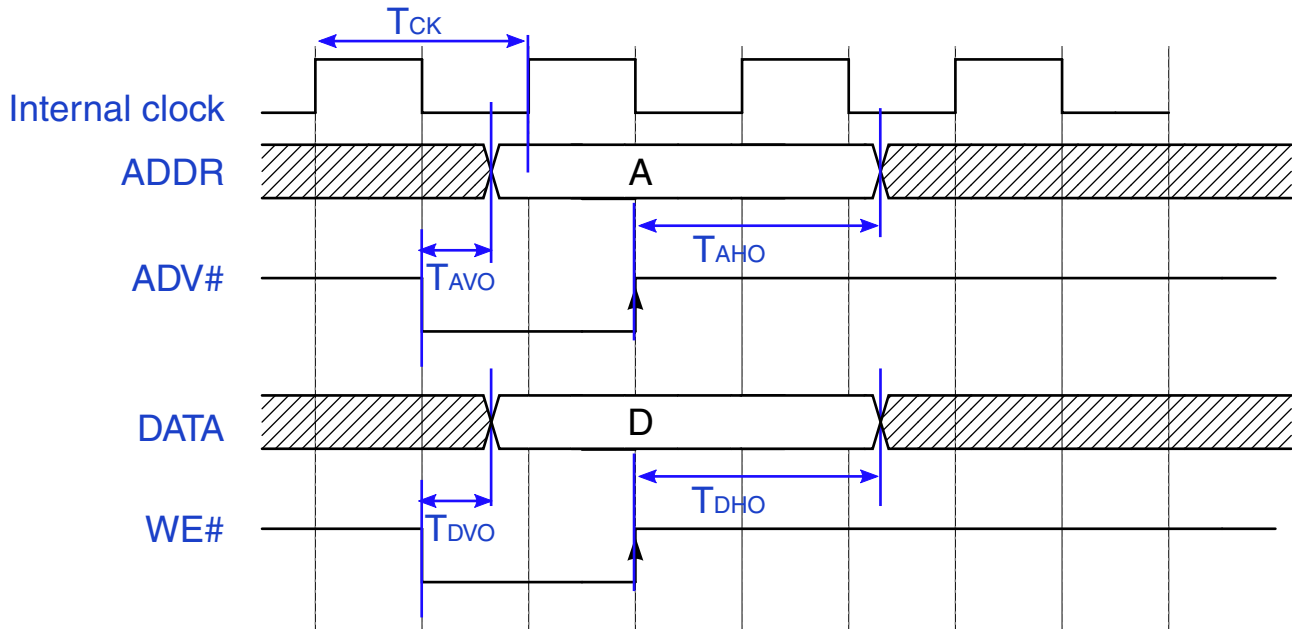 TCK
Internal clock
ADDR
A
TAHO
TAVO
ADV#
D
DATA
TDHO
TDVO
WE#